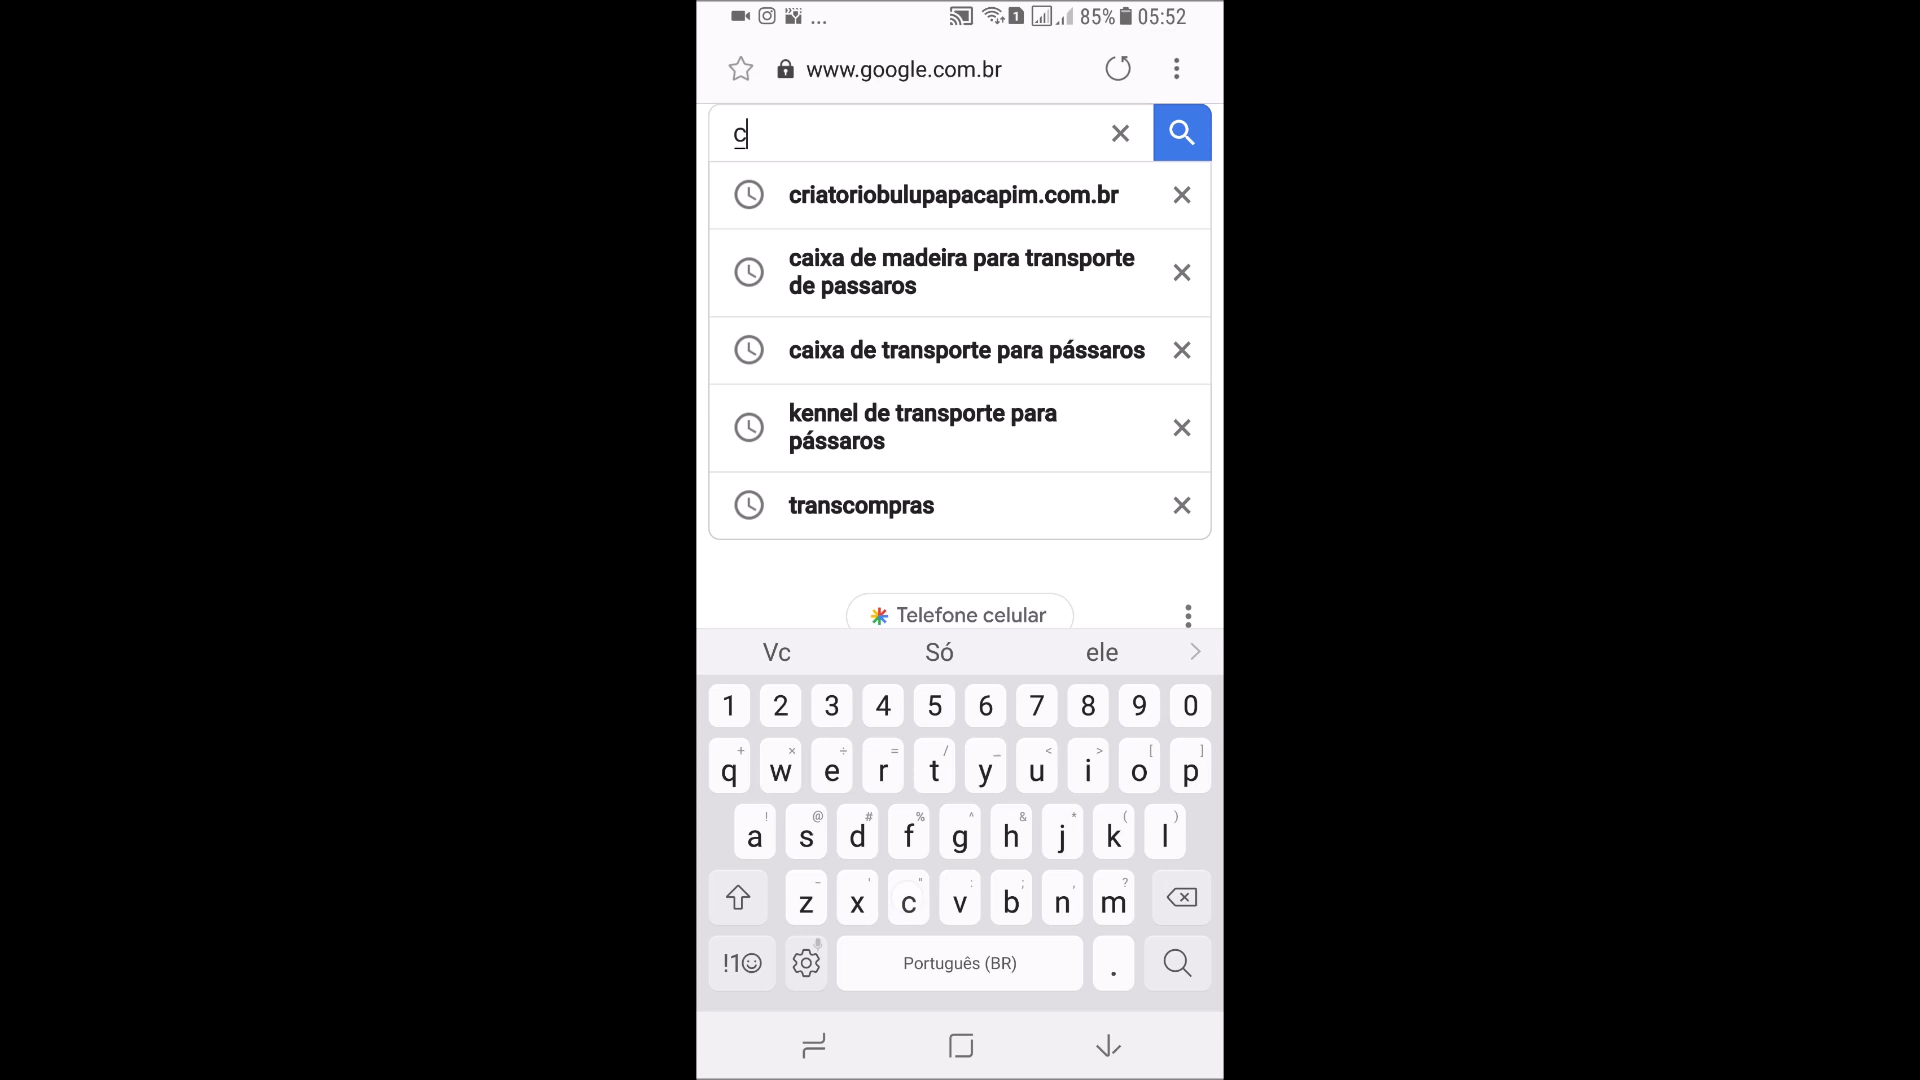 ... 1 85% 05:52
www.google.com.br
c
criatoriobulupapacapim.com.br
caixa de madeira para transporte
de passaros
caixa de transporte para pássaros
kennel de transporte para
pássaros
transcompras
Telefone celular
Vc Só ele
1 2 3 4 5 6 7 8 9 0
+ × ÷ = / _ < > [ ]
q w e r t y u i o p
! @ # % ^ & * ( )
a s d f g h j k l
- ' " : ; , ?
z x c v b n m
!1☺ Português (BR) .